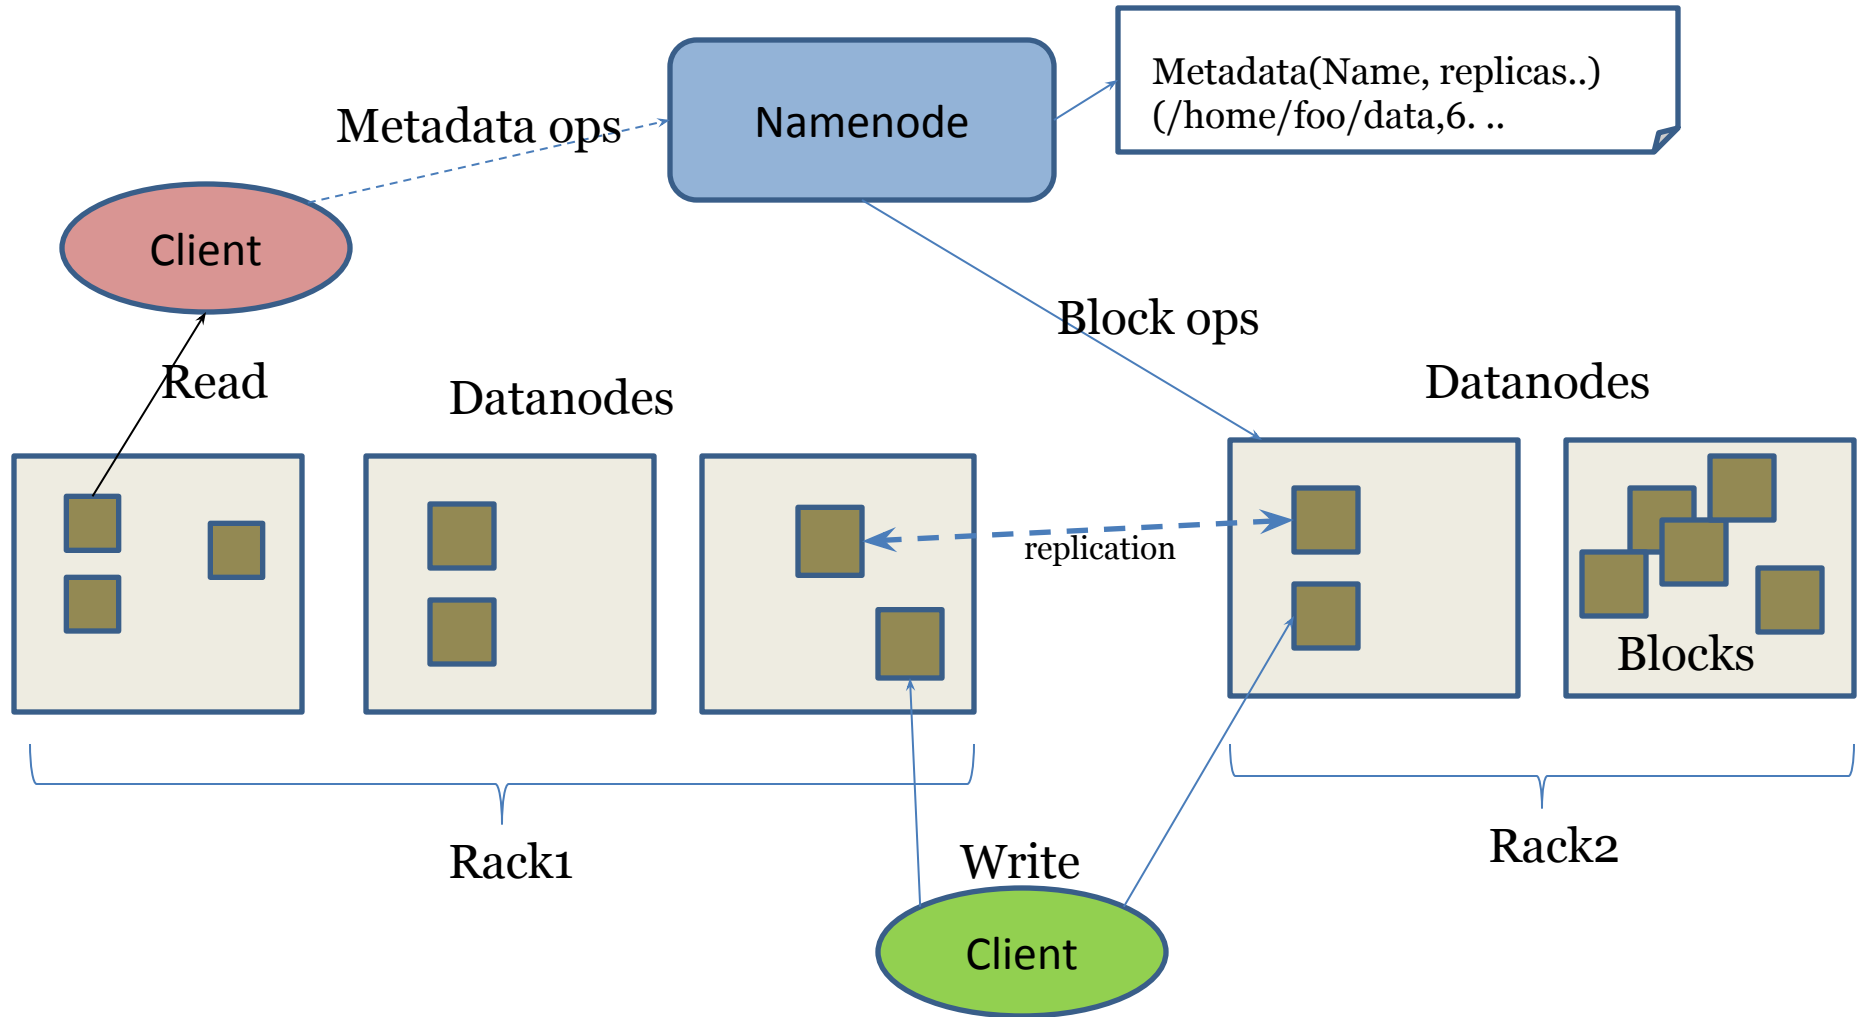 Metadata(Name, replicas..)
(/home/foo/data,6. ..
Namenode
Metadata ops
Client
Block ops
Read
Datanodes
Datanodes
replication
Blocks
Rack1
Rack2
Write
Client